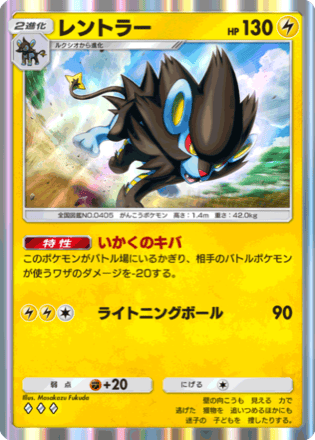 2進化
レントラー
HP 130
ルクシオから進化
全国図鑑NO.0405 がんこうポケモン 高さ:1.4m 重さ:42.0kg
特性 いかくのキバ
このポケモンがバトル場にいるかぎり、相手のバトルポケモン
が使うワザのダメージを-20する。
ライトニングボール 90
弱点 +20 にげる
Illus. Masakazu Fukuda
壁の向こうも 見える 力で
逃げた 獲物を 追いつめるほかにも
迷子の 子どもを 捜したりする。